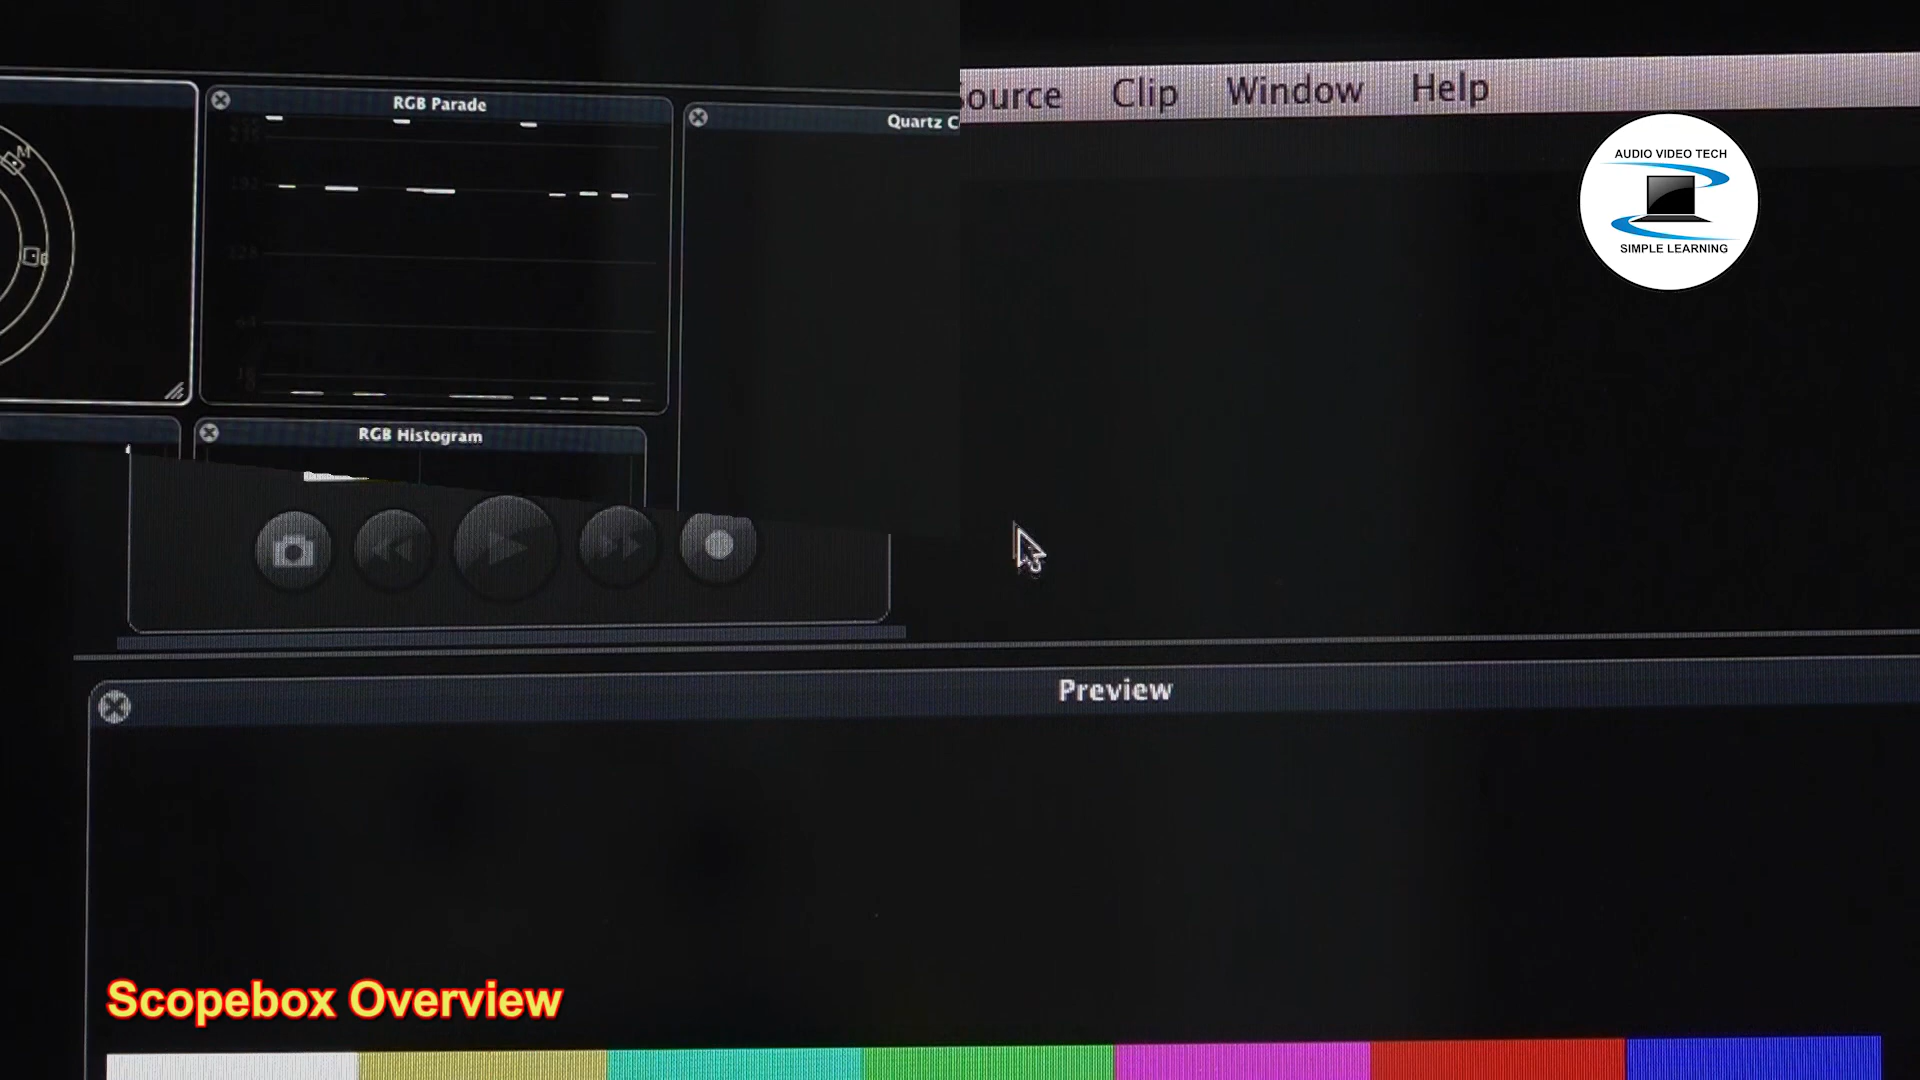 RGB Parade
Quartz C
ource Clip Window Help
AUDIO VIDEO TECH
SIMPLE LEARNING
M
B
RGB Histogram
Preview
Scopebox Overview